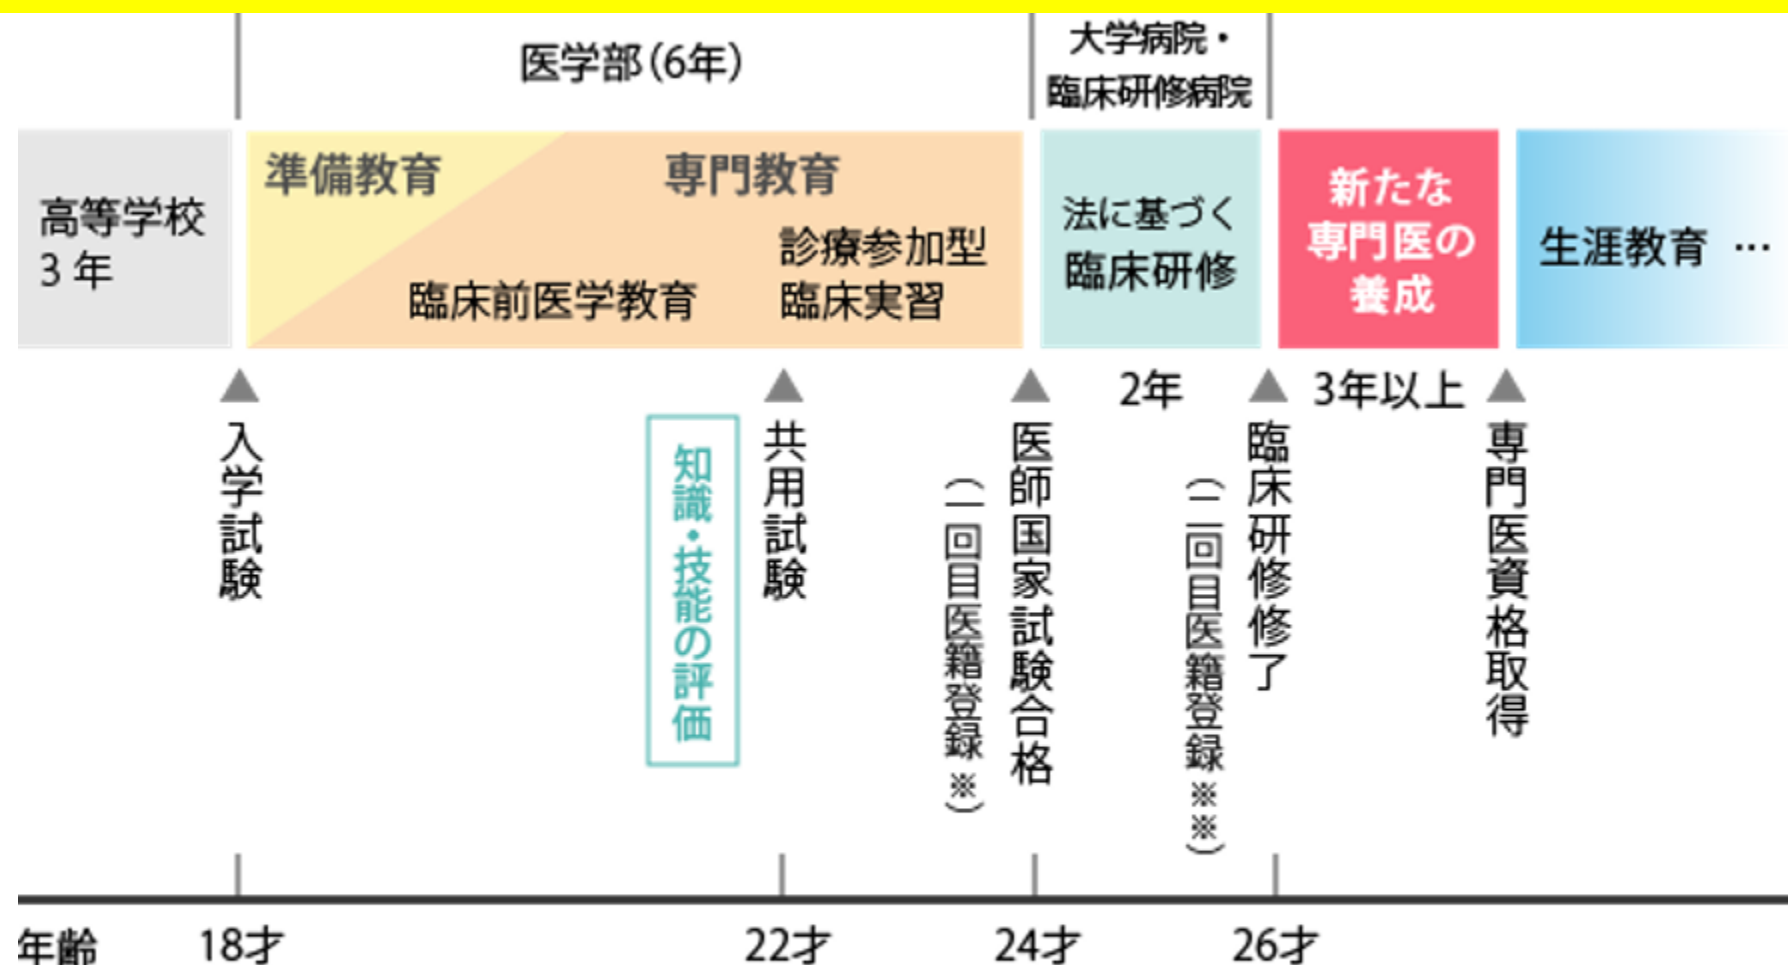 医学部（6年）
大学病院・
臨床研修病院
高等学校
3年
準備教育
専門教育
臨床前医学教育
診療参加型
臨床実習
法に基づく
臨床研修
新たな
専門医の
養成
生涯教育 …
2年
3年以上
入学試験
知識・技能の評価
共用試験
医師国家試験合格
（一回目医籍登録※）
臨床研修修了
（二回目医籍登録※※）
専門医資格取得
年齢
18才
22才
24才
26才